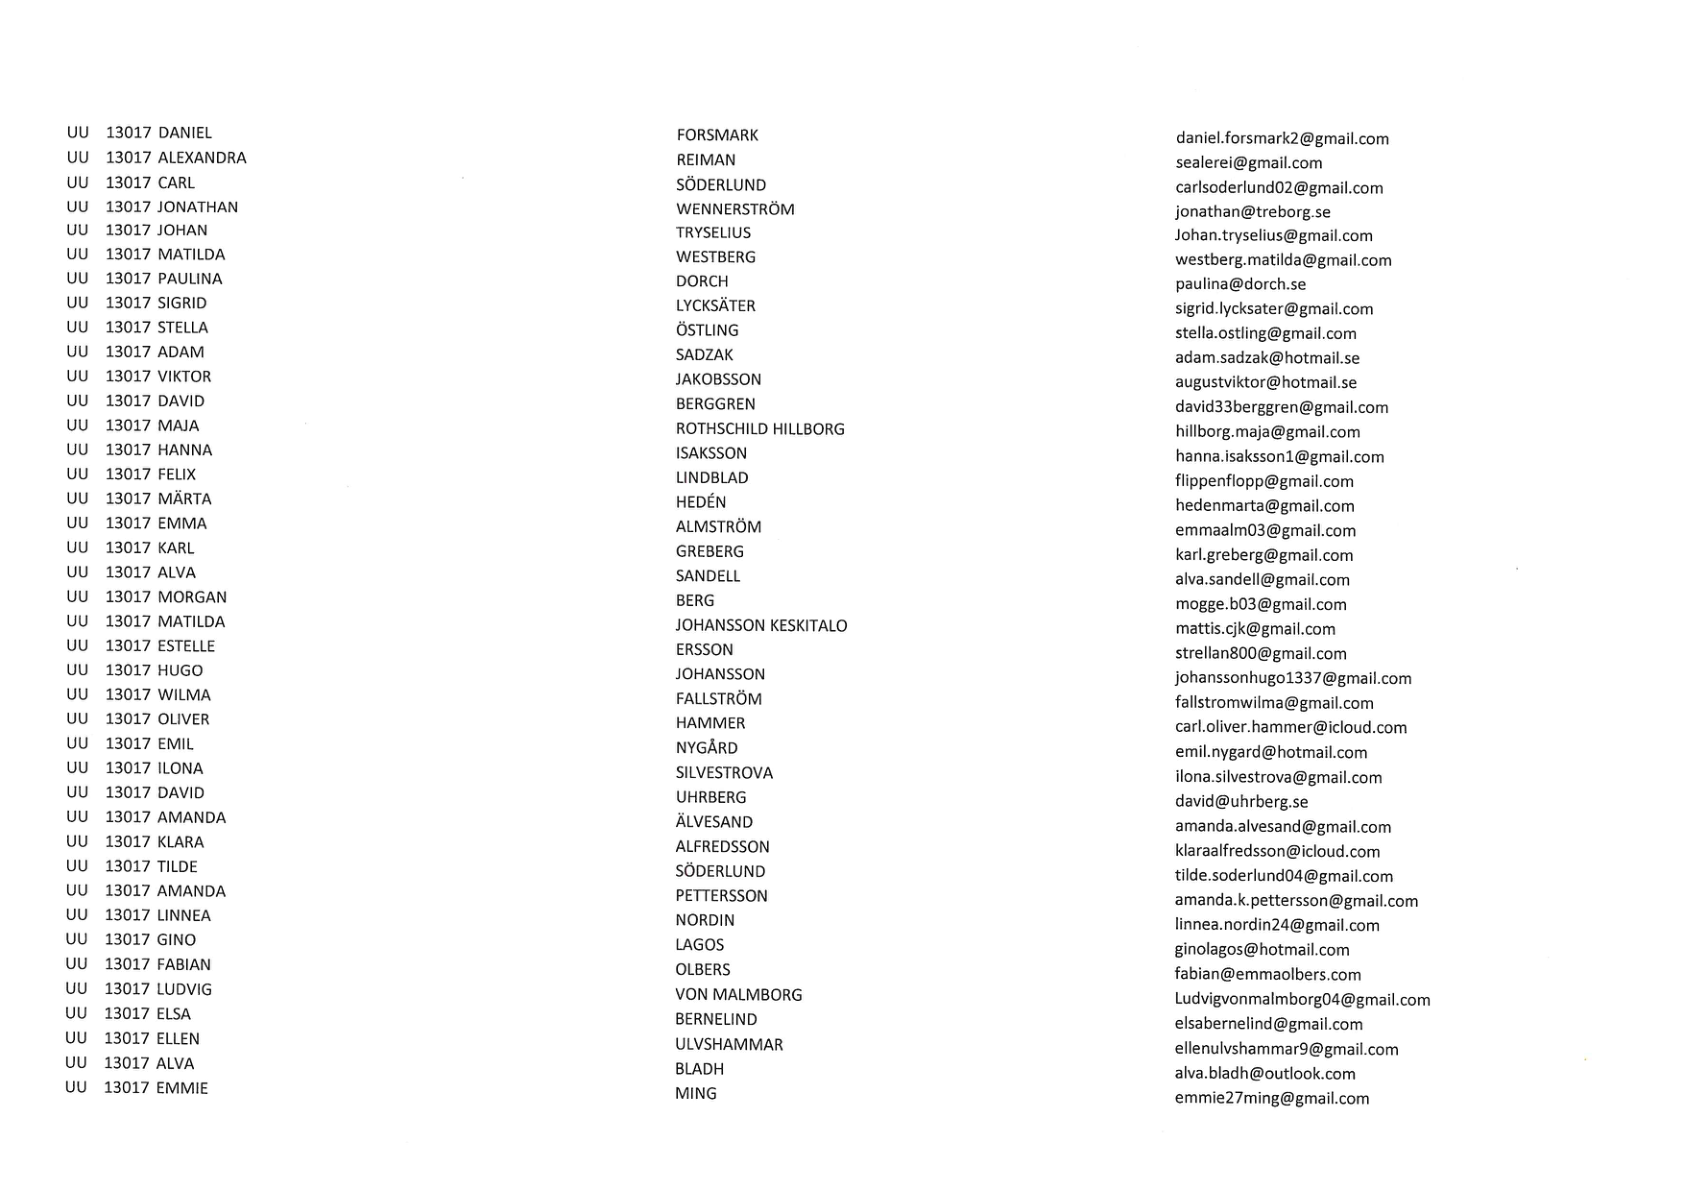 UU 13017 DANIEL FORSMARK daniel.forsmark2@gmail.com
UU 13017 ALEXANDRA REIMAN sealerei@gmail.com
UU 13017 CARL SÖDERLUND carlsoderlund02@gmail.com
UU 13017 JONATHAN WENNERSTRÖM jonathan@treborg.se
UU 13017 JOHAN TRYSELIUS Johan.tryselius@gmail.com
UU 13017 MATILDA WESTBERG westberg.matilda@gmail.com
UU 13017 PAULINA DORCH paulina@dorch.se
UU 13017 SIGRID LYCKSÄTER sigrid.lycksater@gmail.com
UU 13017 STELLA ÖSTLING stella.ostling@gmail.com
UU 13017 ADAM SADZAK adam.sadzak@hotmail.se
UU 13017 VIKTOR JAKOBSSON augustviktor@hotmail.se
UU 13017 DAVID BERGGREN david33berggren@gmail.com
UU 13017 MAJA ROTHSCHILD HILLBORG hillborg.maja@gmail.com
UU 13017 HANNA ISAKSSON hanna.isaksson1@gmail.com
UU 13017 FELIX LINDBLAD flippenflopp@gmail.com
UU 13017 MÄRTA HEDÉN hedenmarta@gmail.com
UU 13017 EMMA ALMSTRÖM emmaalm03@gmail.com
UU 13017 KARL GREBERG karl.greberg@gmail.com
UU 13017 ALVA SANDELL alva.sandell@gmail.com
UU 13017 MORGAN BERG mogge.b03@gmail.com
UU 13017 MATILDA JOHANSSON KESKITALO mattis.cjk@gmail.com
UU 13017 ESTELLE ERSSON strellan800@gmail.com
UU 13017 HUGO JOHANSSON johanssonhugo1337@gmail.com
UU 13017 WILMA FALLSTRÖM fallstromwilma@gmail.com
UU 13017 OLIVER HAMMER carl.oliver.hammer@icloud.com
UU 13017 EMIL NYGÅRD emil.nygard@hotmail.com
UU 13017 ILONA SILVESTROVA ilona.silvestrova@gmail.com
UU 13017 DAVID UHRBERG david@uhrberg.se
UU 13017 AMANDA ÄLVESAND amanda.alvesand@gmail.com
UU 13017 KLARA ALFREDSSON klaraalfredsson@icloud.com
UU 13017 TILDE SÖDERLUND tilde.soderlund04@gmail.com
UU 13017 AMANDA PETTERSSON amanda.k.pettersson@gmail.com
UU 13017 LINNEA NORDIN linnea.nordin24@gmail.com
UU 13017 GINO LAGOS ginolagos@hotmail.com
UU 13017 FABIAN OLBERS fabian@emmaolbers.com
UU 13017 LUDVIG VON MALMBORG Ludvigvonmalmborg04@gmail.com
UU 13017 ELSA BERNELIND elsabernelind@gmail.com
UU 13017 ELLEN ULVSHAMMAR ellenulvshammar9@gmail.com
UU 13017 ALVA BLADH alva.bladh@outlook.com
UU 13017 EMMIE MING emmie27ming@gmail.com